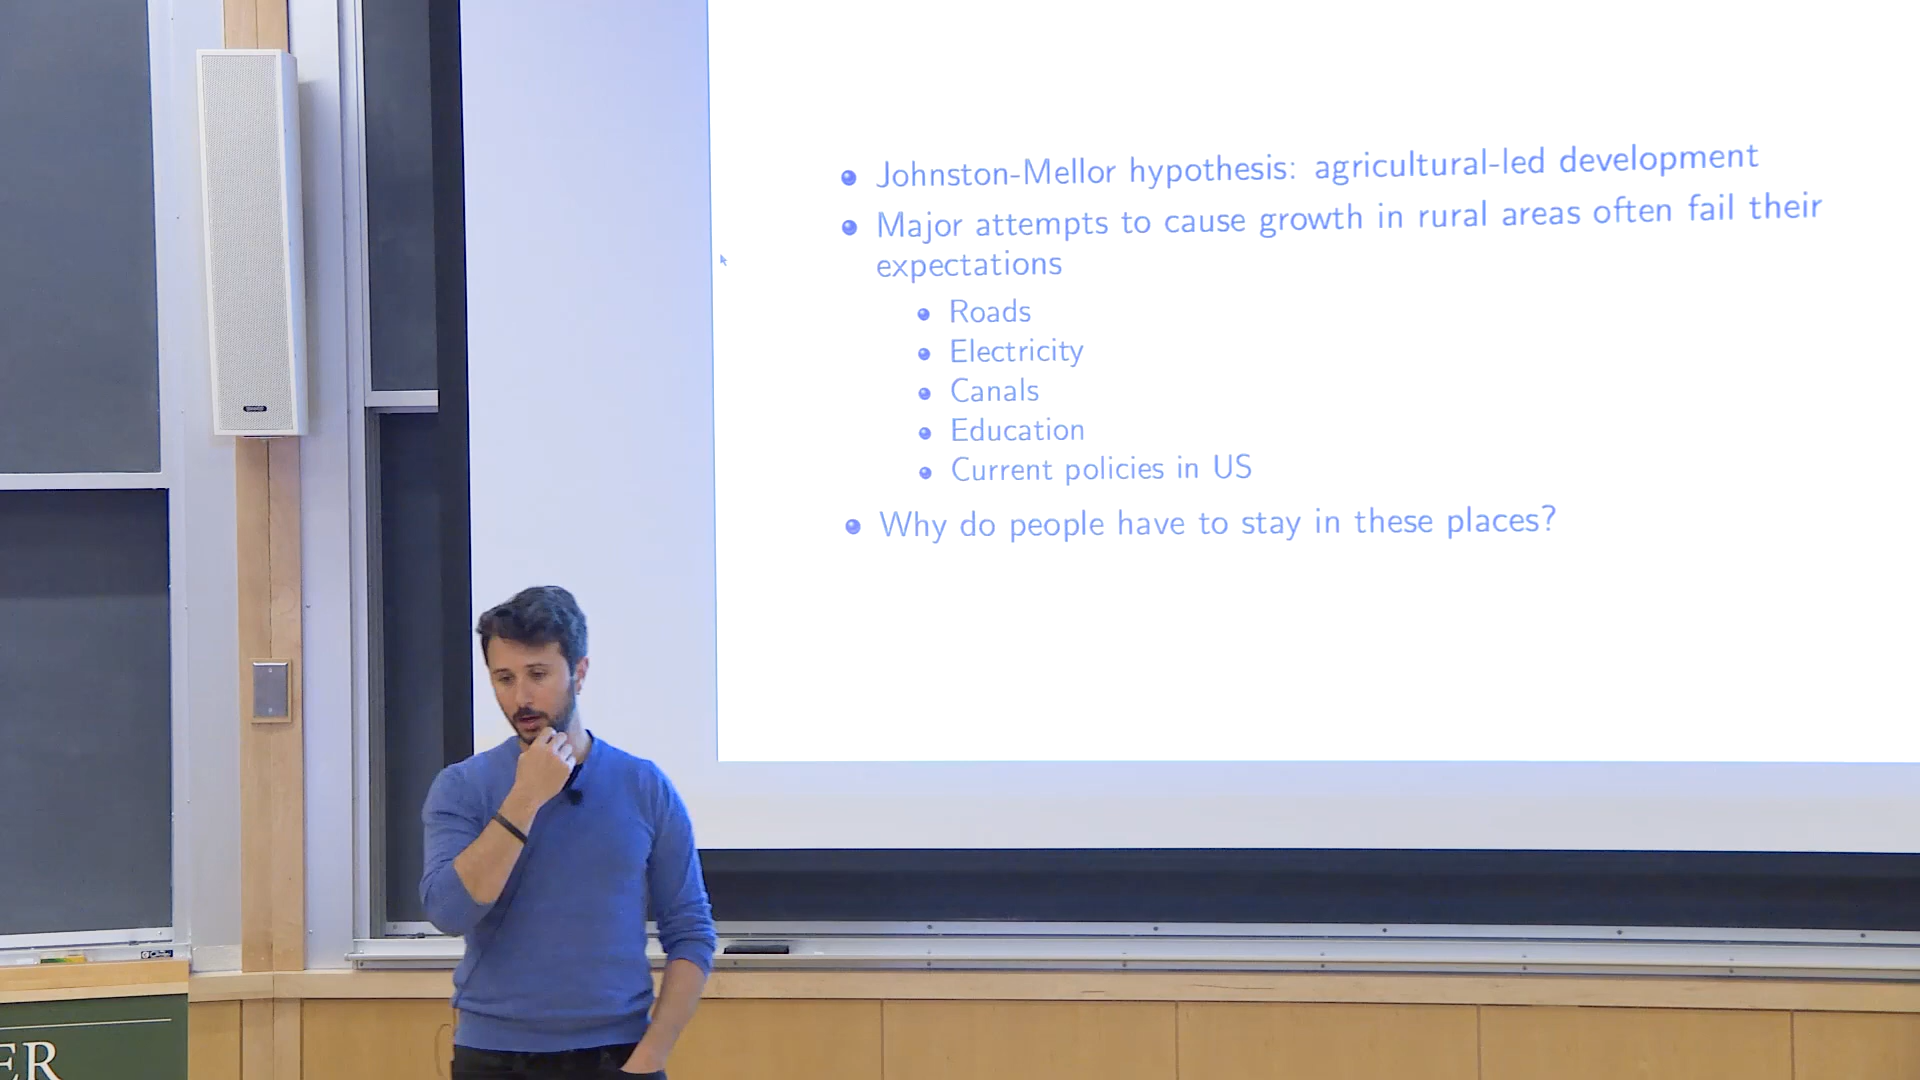 Johnston-Mellor hypothesis: agricultural-led development
Major attempts to cause growth in rural areas often fail their
expectations
Roads
Electricity
Canals
Education
Current policies in US
Why do people have to stay in these places?
ER